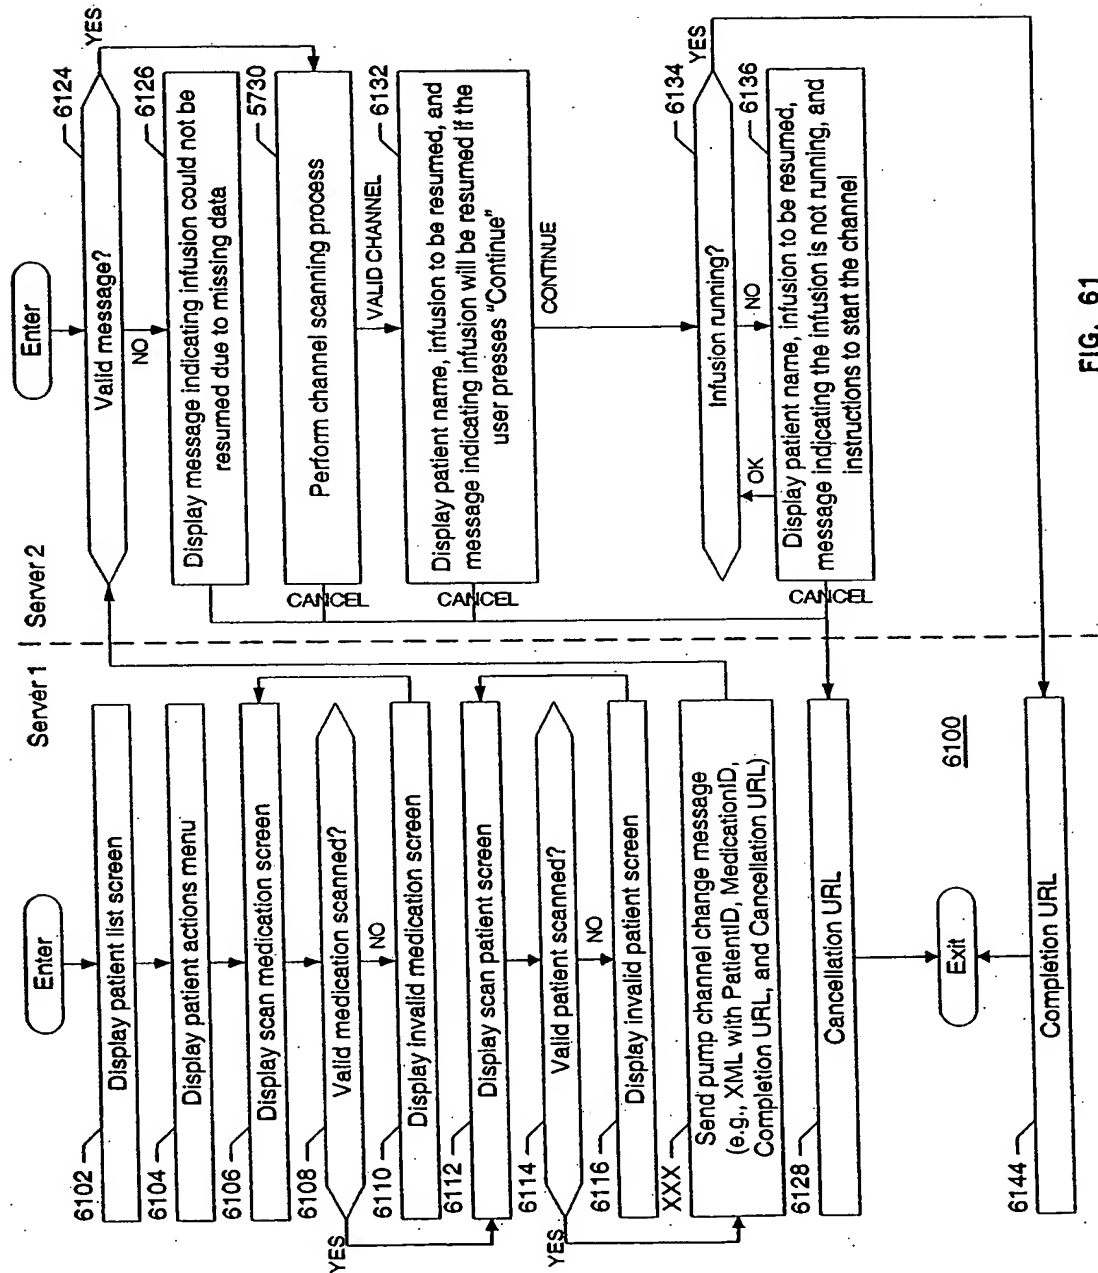 Server 1
Enter
6102
Display patient list screen
6104
Display patient actions menu
6106
Display scan medication screen
6108
Valid medication scanned?
YES
NO
6110
Display invalid medication screen
6112
Display scan patient screen
6114
Valid patient scanned?
YES
NO
6116
Display invalid patient screen
XXX
Send pump channel change message
(e.g., XML with PatientID, MedicationID,
Completion URL, and Cancellation URL)
6128
Cancellation URL
Exit
6100
6144
Completion URL
Server 2
Enter
6124
Valid message?
YES
NO
6126
Display message indicating infusion could not be
resumed due to missing data
5730
Perform channel scanning process
CANCEL
VALID CHANNEL
6132
Display patient name, infusion to be resumed, and
message indicating infusion will be resumed if the
user presses “Continue”
CANCEL
CONTINUE
6134
Infusion running?
YES
OK
NO
6136
Display patient name, infusion to be resumed,
message indicating the infusion is not running, and
instructions to start the channel
CANCEL
FIG. 61